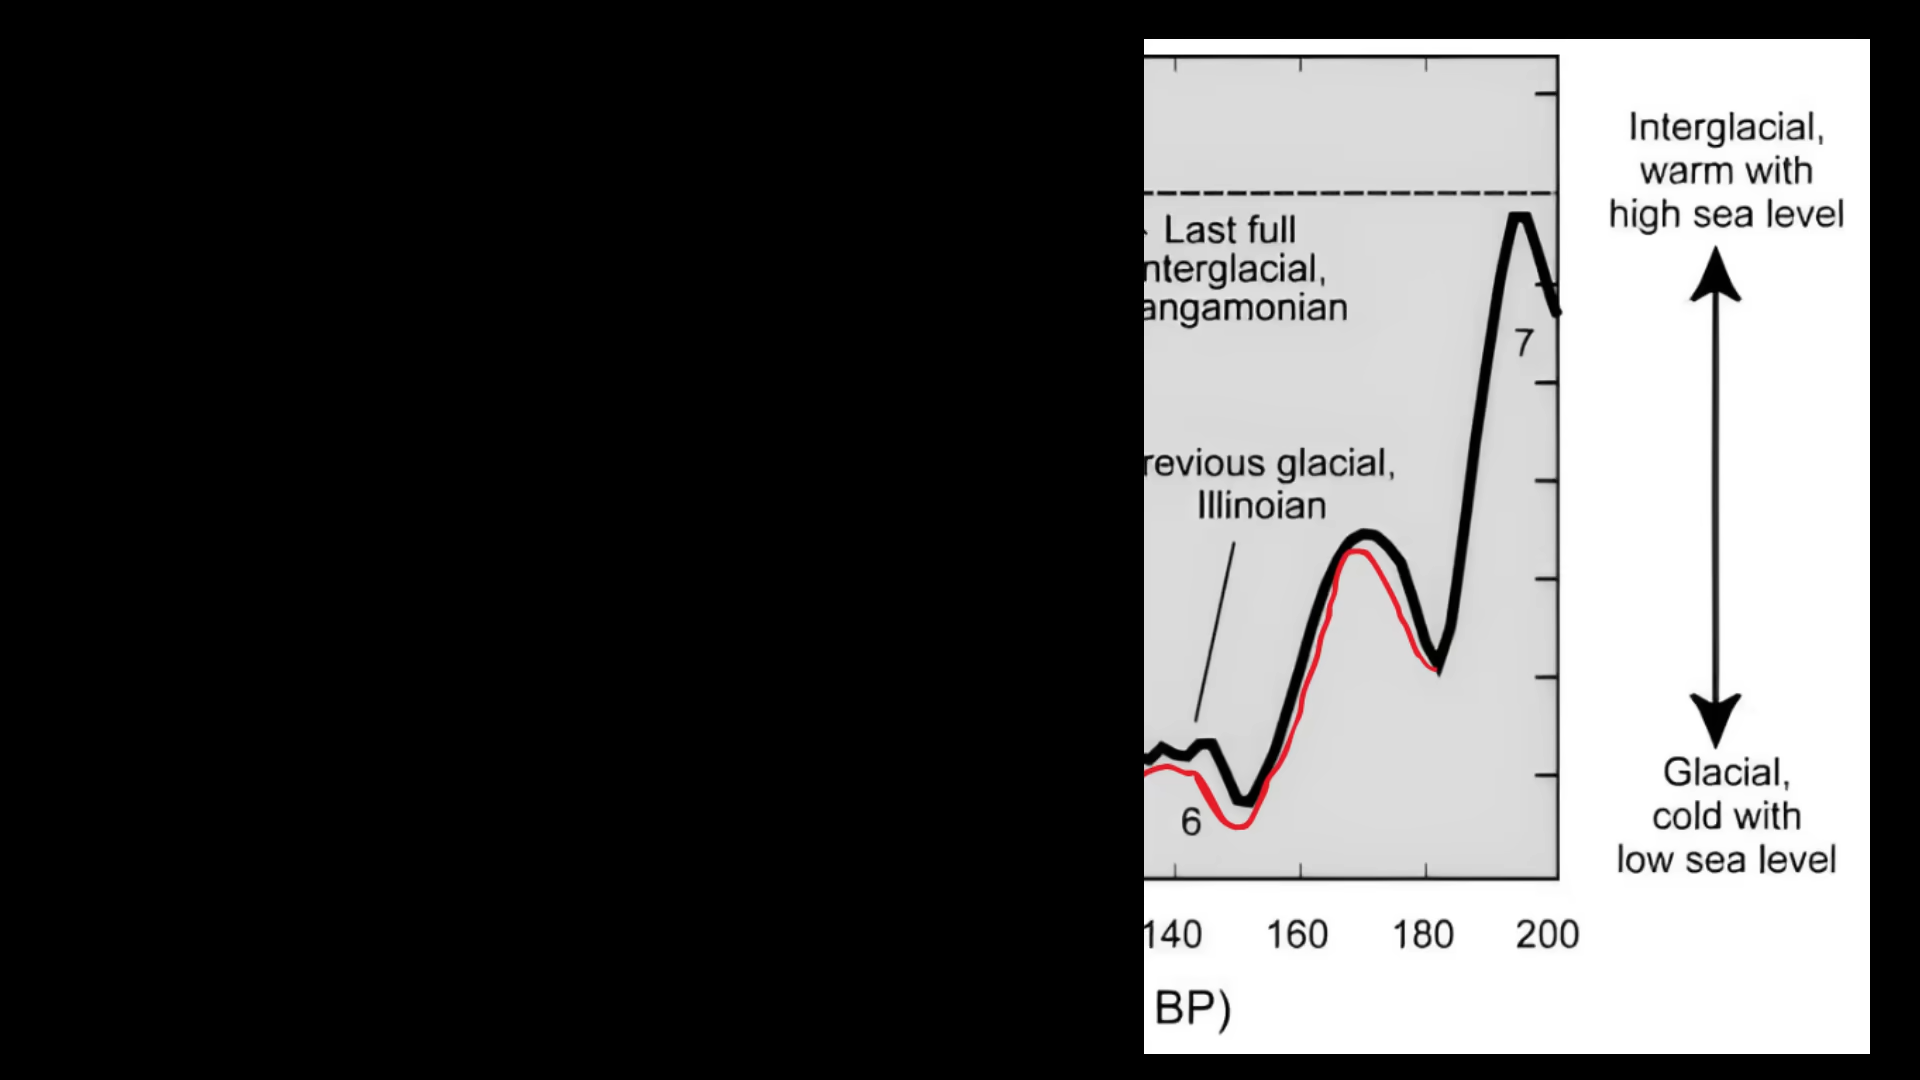 Interglacial,
warm with
high sea level
Last full
nterglacial,
angamonian
7
revious glacial,
Illinoian
6
Glacial,
cold with
low sea level
140 160 180 200
BP)